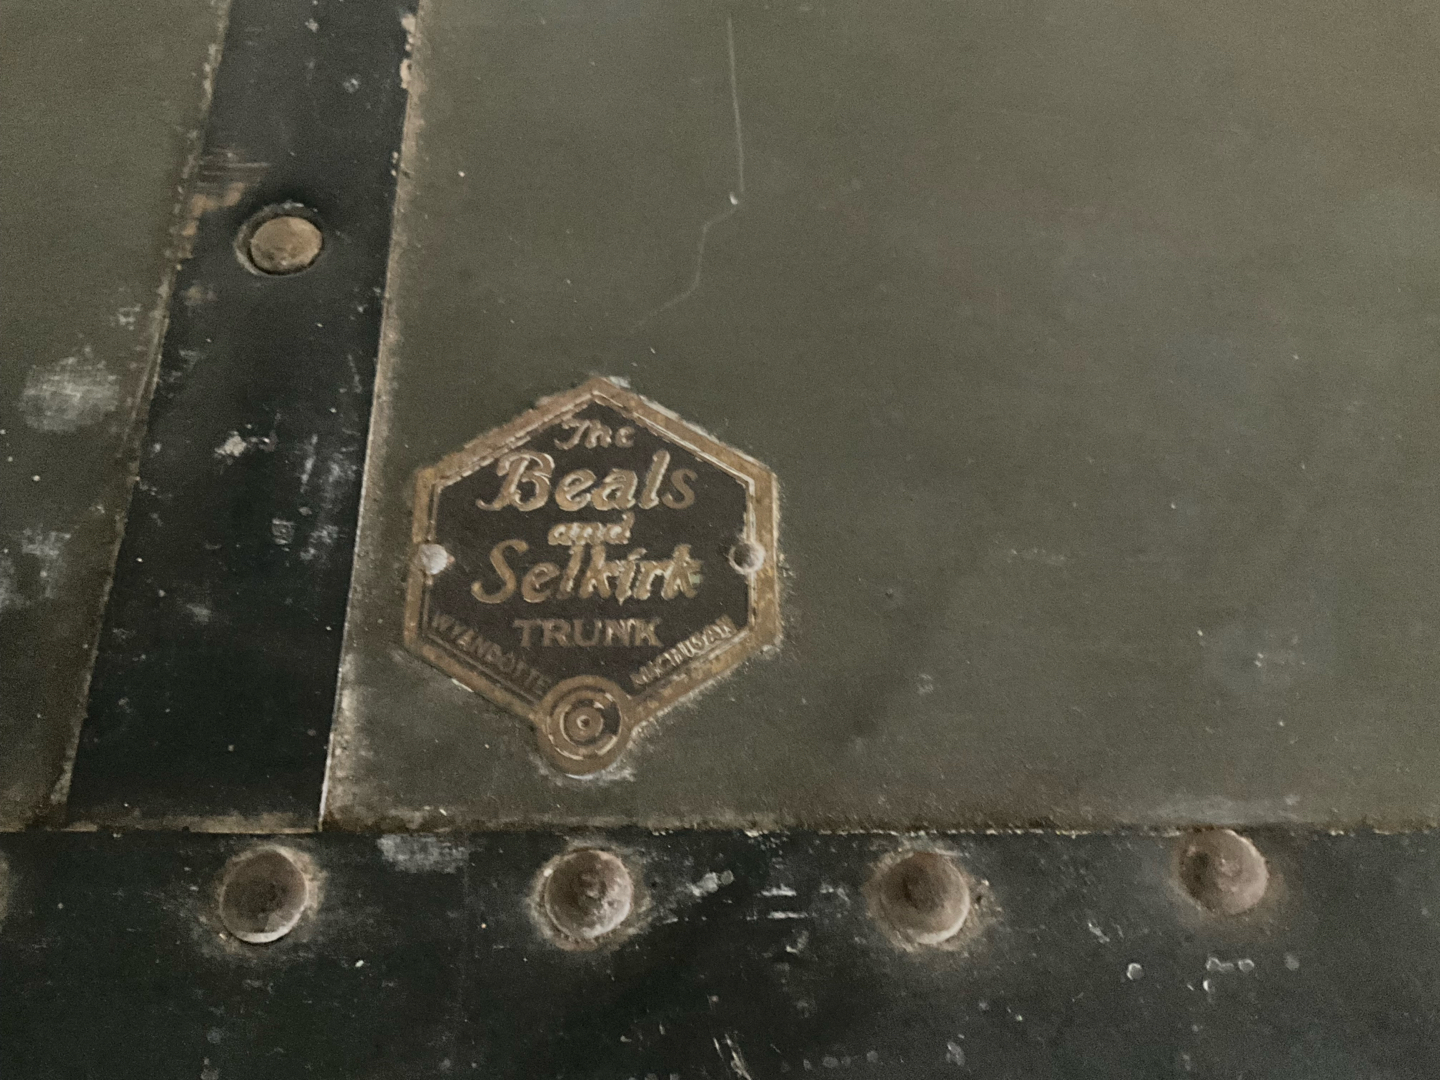 The
Beals
and
Selkirk
TRUNK
WYANDOTTE MICHIGAN